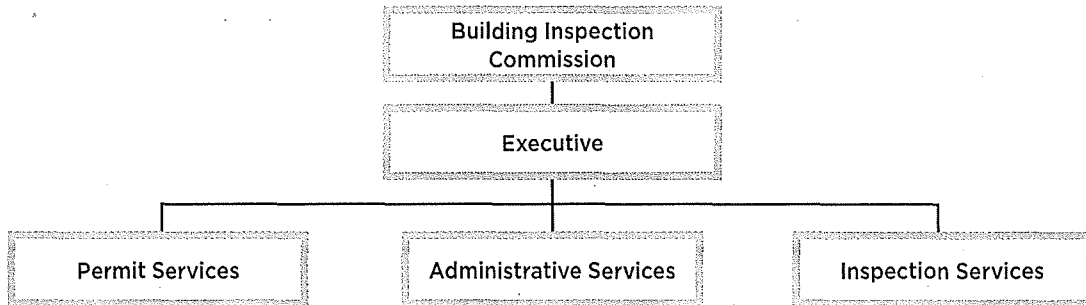 Building Inspection
Commission
Executive
Permit Services
Administrative Services
Inspection Services